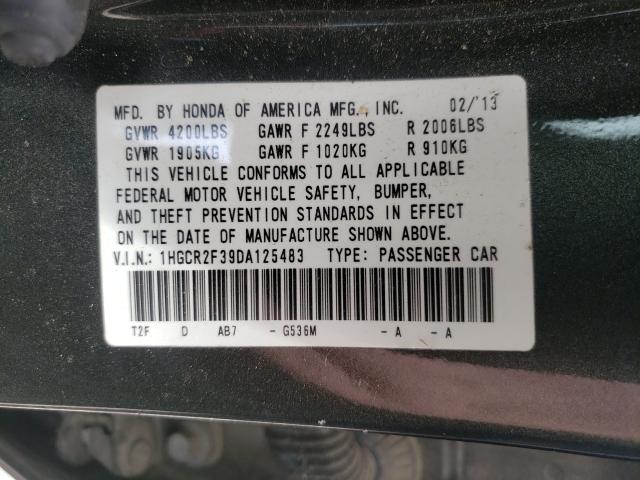 MFD. BY HONDA OF AMERICA MFG., INC. 02/'13
GVWR 4200LBS GAWR F 2249LBS R 2006LBS
GVWR 1905KG GAWR F 1020KG R 910KG
THIS VEHICLE CONFORMS TO ALL APPLICABLE
FEDERAL MOTOR VEHICLE SAFETY, BUMPER,
AND THEFT PREVENTION STANDARDS IN EFFECT
ON THE DATE OF MANUFACTURE SHOWN ABOVE.
V.I.N.: 1HGCR2F39DA125483 TYPE: PASSENGER CAR
T2F D AB7 - G536M - A - A